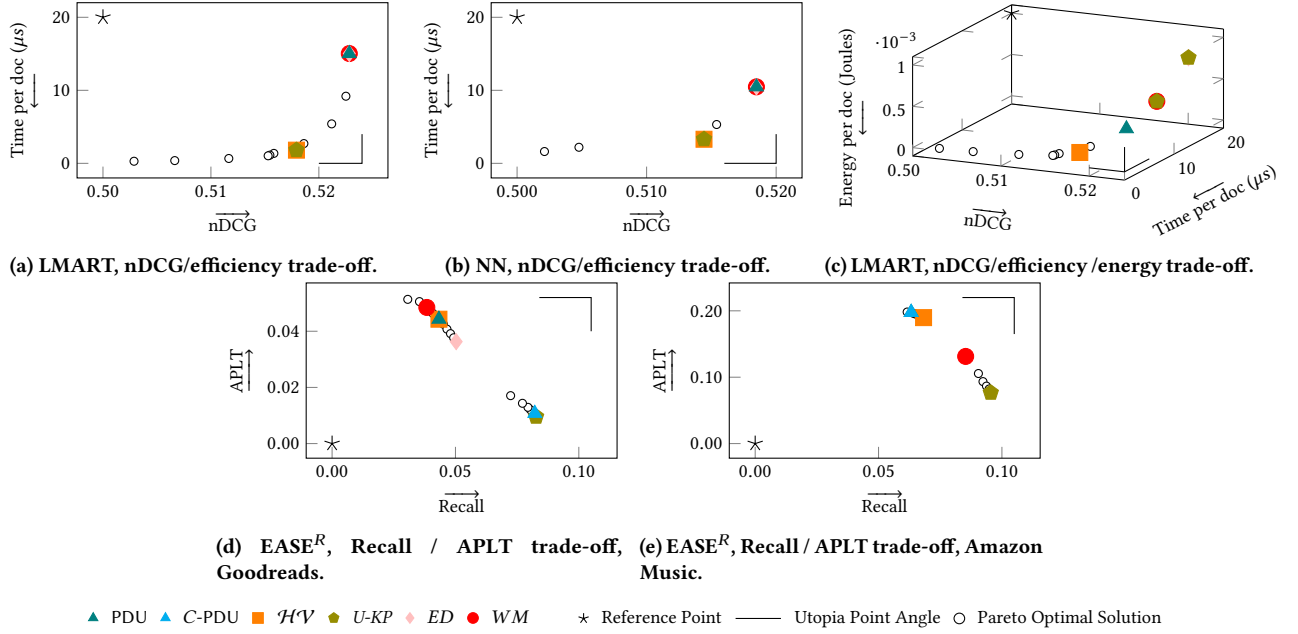 Time per doc (μs)
20
10
0
0.50
0.51
0.52
nDCG
(a) LMART, nDCG/efficiency trade-off.
Time per doc (μs)
20
10
0
0.500
0.510
0.520
nDCG
(b) NN, nDCG/efficiency trade-off.
Energy per doc (Joules)
·10⁻³
1
0.5
0
0.50
0.51
0.52
nDCG
0
10
20
Time per doc (μs)
(c) LMART, nDCG/efficiency /energy trade-off.
APLT
0.04
0.02
0.00
0.00
0.05
0.10
Recall
(d) EASEᴿ, Recall / APLT trade-off,
Goodreads.
APLT
0.20
0.10
0.00
0.00
0.05
0.10
Recall
(e) EASEᴿ, Recall / APLT trade-off, Amazon
Music.
PDU C-PDU HV U-KP ED WM Reference Point Utopia Point Angle Pareto Optimal Solution